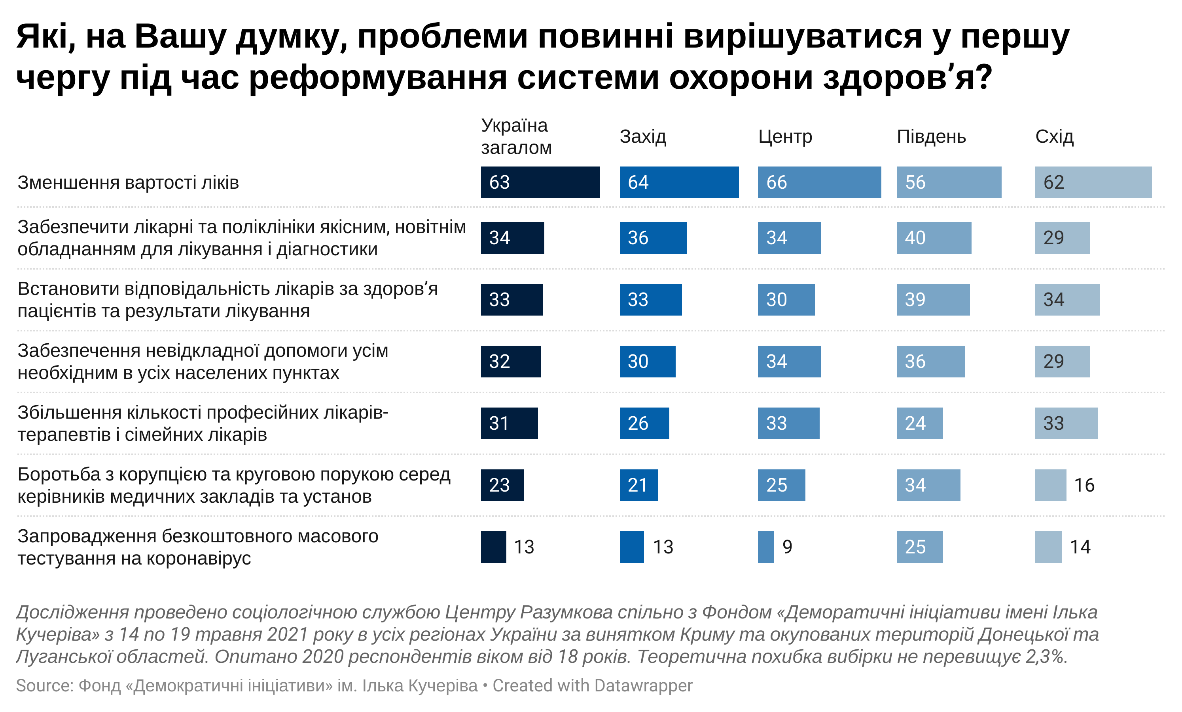 Які, на Вашу думку, проблеми повинні вирішуватися у першу
чергу під час реформування системи охорони здоров’я?
Україна
загалом
Захід
Центр
Південь
Схід
Зменшення вартості ліків
63
64
66
56
62
Забезпечити лікарні та поліклініки якісним, новітнім
обладнанням для лікування і діагностики
34
36
34
40
29
Встановити відповідальність лікарів за здоров’я
пацієнтів та результати лікування
33
33
30
39
34
Забезпечення невідкладної допомоги усім
необхідним в усіх населених пунктах
32
30
34
36
29
Збільшення кількості професійних лікарів-
терапевтів і сімейних лікарів
31
26
33
24
33
Боротьба з корупцією та круговою порукою серед
керівників медичних закладів та установ
23
21
25
34
16
Запровадження безкоштовного масового
тестування на коронавірус
13
13
9
25
14
Дослідження проведено соціологічною службою Центру Разумкова спільно з Фондом «Деморатичні ініціативи імені Ілька
Кучеріва» з 14 по 19 травня 2021 року в усіх регіонах України за винятком Криму та окупованих територій Донецької та
Луганської областей. Опитано 2020 респондентів віком від 18 років. Теоретична похибка вибірки не перевищує 2,3%.
Source: Фонд «Демократичні ініціативи» ім. Ілька Кучеріва • Created with Datawrapper